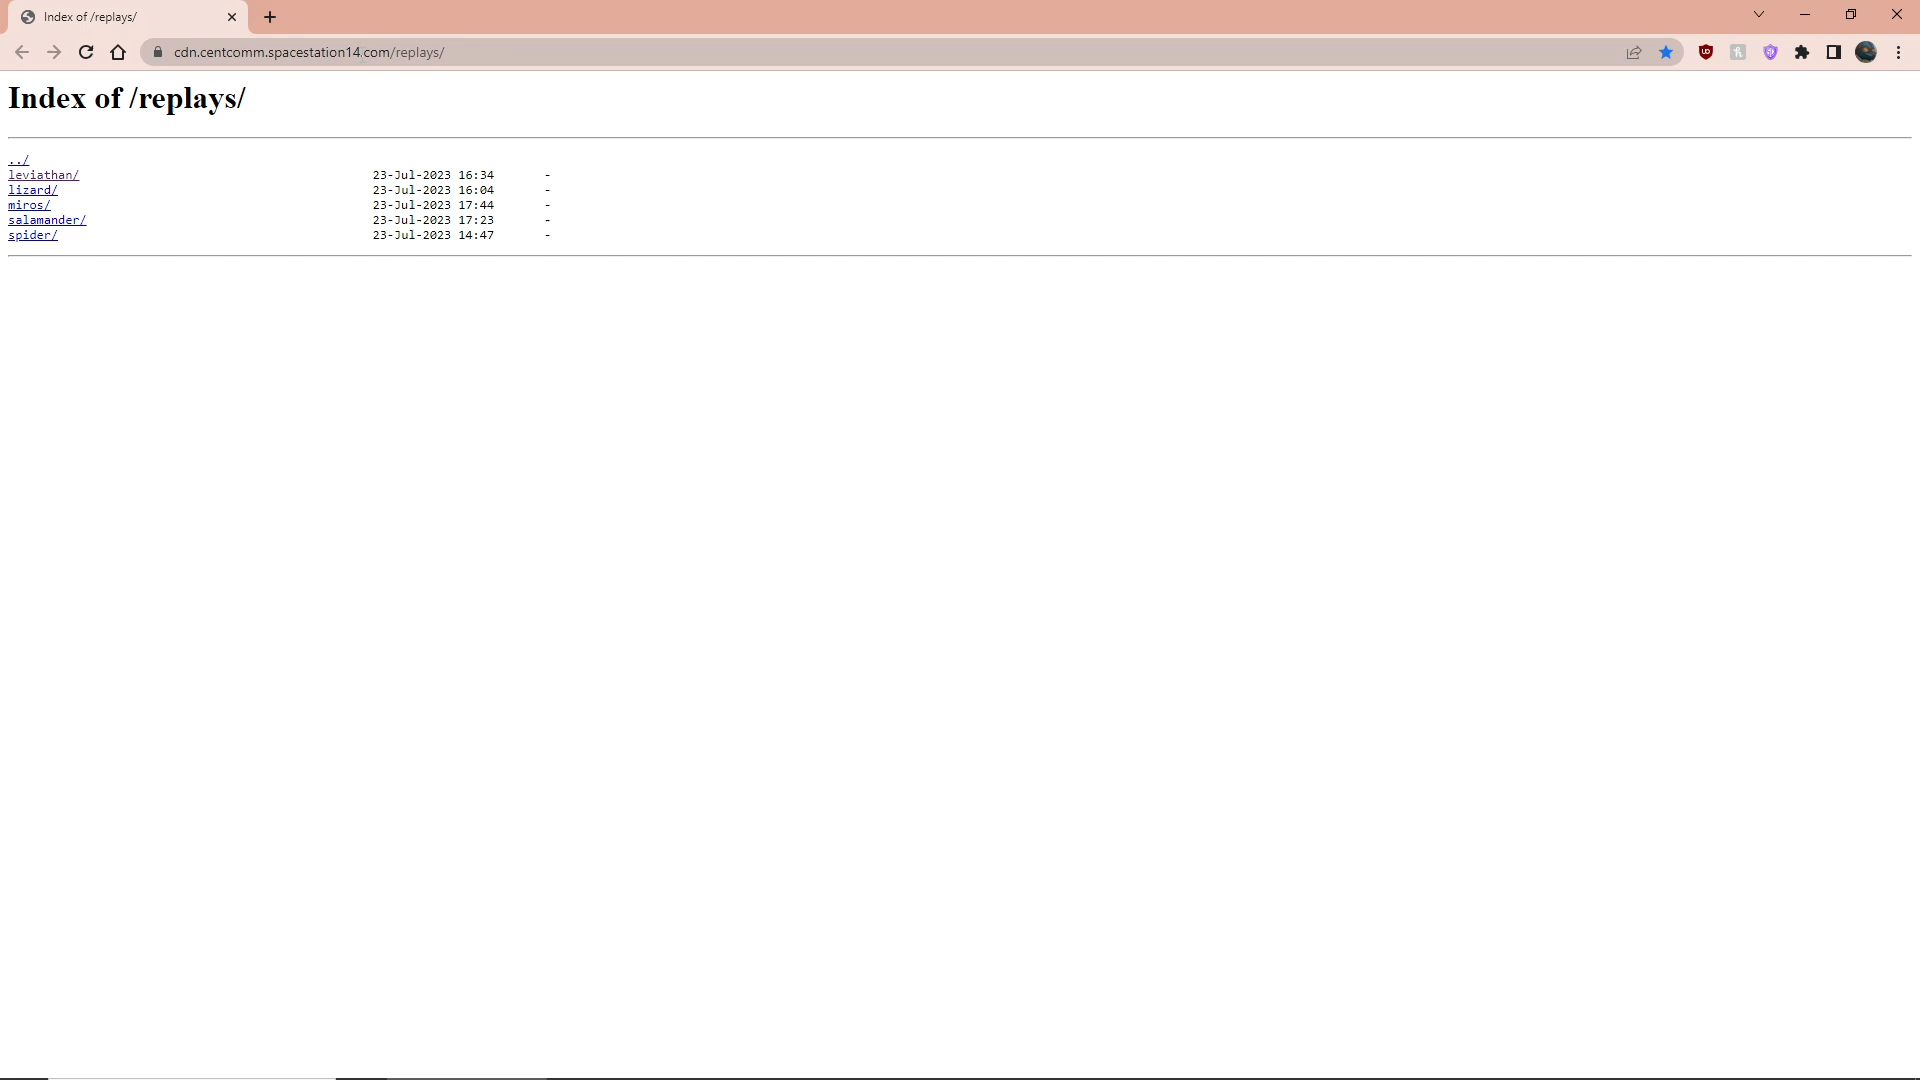 Index of /replays/
cdn.centcomm.spacestation14.com/replays/
Index of /replays/
../
leviathan/ 23-Jul-2023 16:34 -
lizard/ 23-Jul-2023 16:04 -
miros/ 23-Jul-2023 17:44 -
salamander/ 23-Jul-2023 17:23 -
spider/ 23-Jul-2023 14:47 -